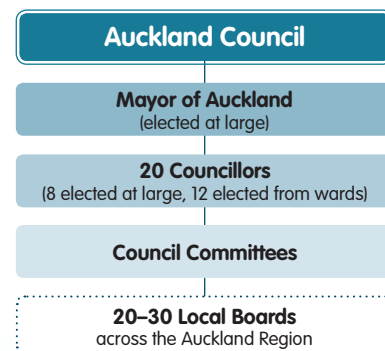 Auckland Council
Mayor of Auckland
(elected at large)
20 Councillors
(8 elected at large, 12 elected from wards)
Council Committees
20–30 Local Boards
across the Auckland Region